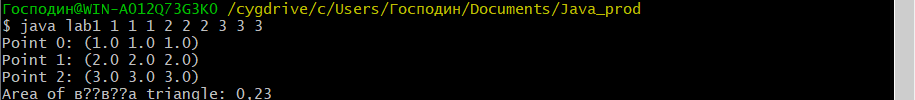 Господин@WIN-A012Q73G3KO /cygdrive/c/Users/Господин/Documents/Java_prod
$ java lab1 1 1 1 2 2 2 3 3 3
Point 0: (1.0 1.0 1.0)
Point 1: (2.0 2.0 2.0)
Point 2: (3.0 3.0 3.0)
Area of в??в??а triangle: 0,23